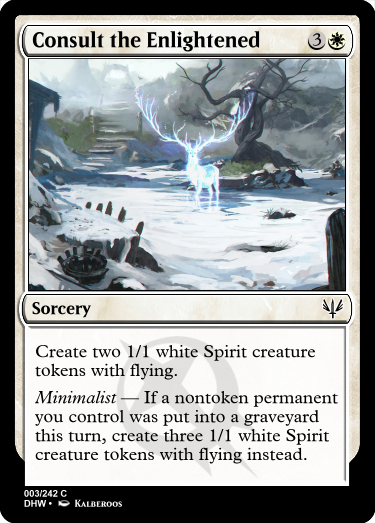 Consult the Enlightened 3
Sorcery
Create two 1/1 white Spirit creature
tokens with flying.
Minimalist — If a nontoken permanent
you control was put into a graveyard
this turn, create three 1/1 white Spirit
creature tokens with flying instead.
003/242 C
DHW • Kalberoos